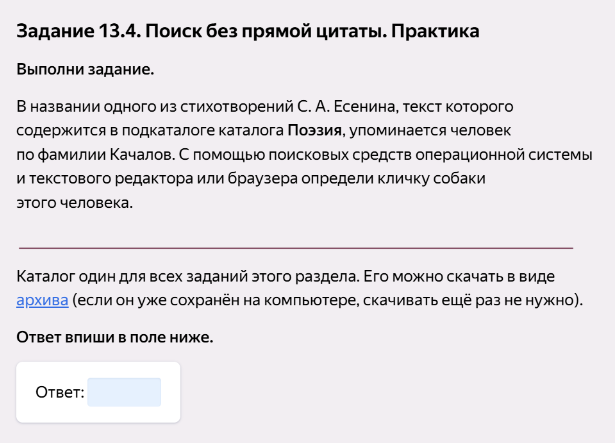 Задание 13.4. Поиск без прямой цитаты. Практика
Выполни задание.
В названии одного из стихотворений С. А. Есенина, текст которого
содержится в подкаталоге каталога Поэзия, упоминается человек
по фамилии Качалов. С помощью поисковых средств операционной системы
и текстового редактора или браузера определи кличку собаки
этого человека.
Каталог один для всех заданий этого раздела. Его можно скачать в виде
архива (если он уже сохранён на компьютере, скачивать ещё раз не нужно).
Ответ впиши в поле ниже.
Ответ: